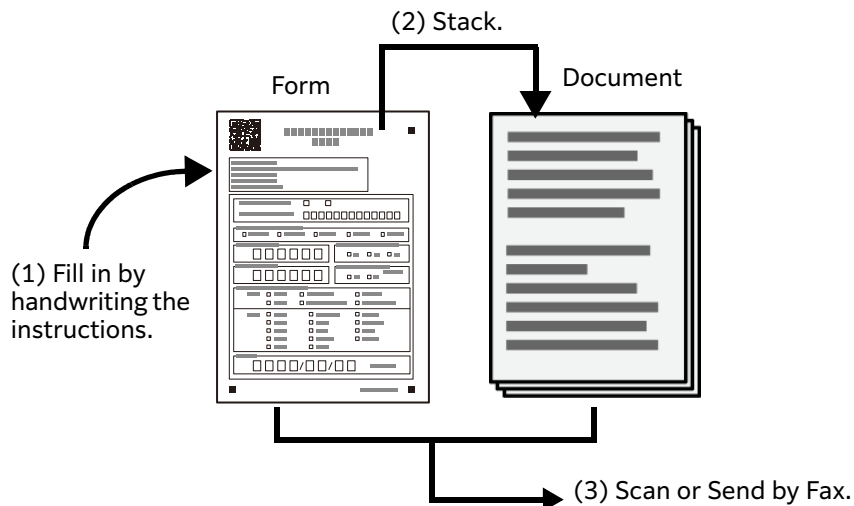 (2) Stack.
Form
Document
(1) Fill in by
handwriting the
instructions.
(3) Scan or Send by Fax.